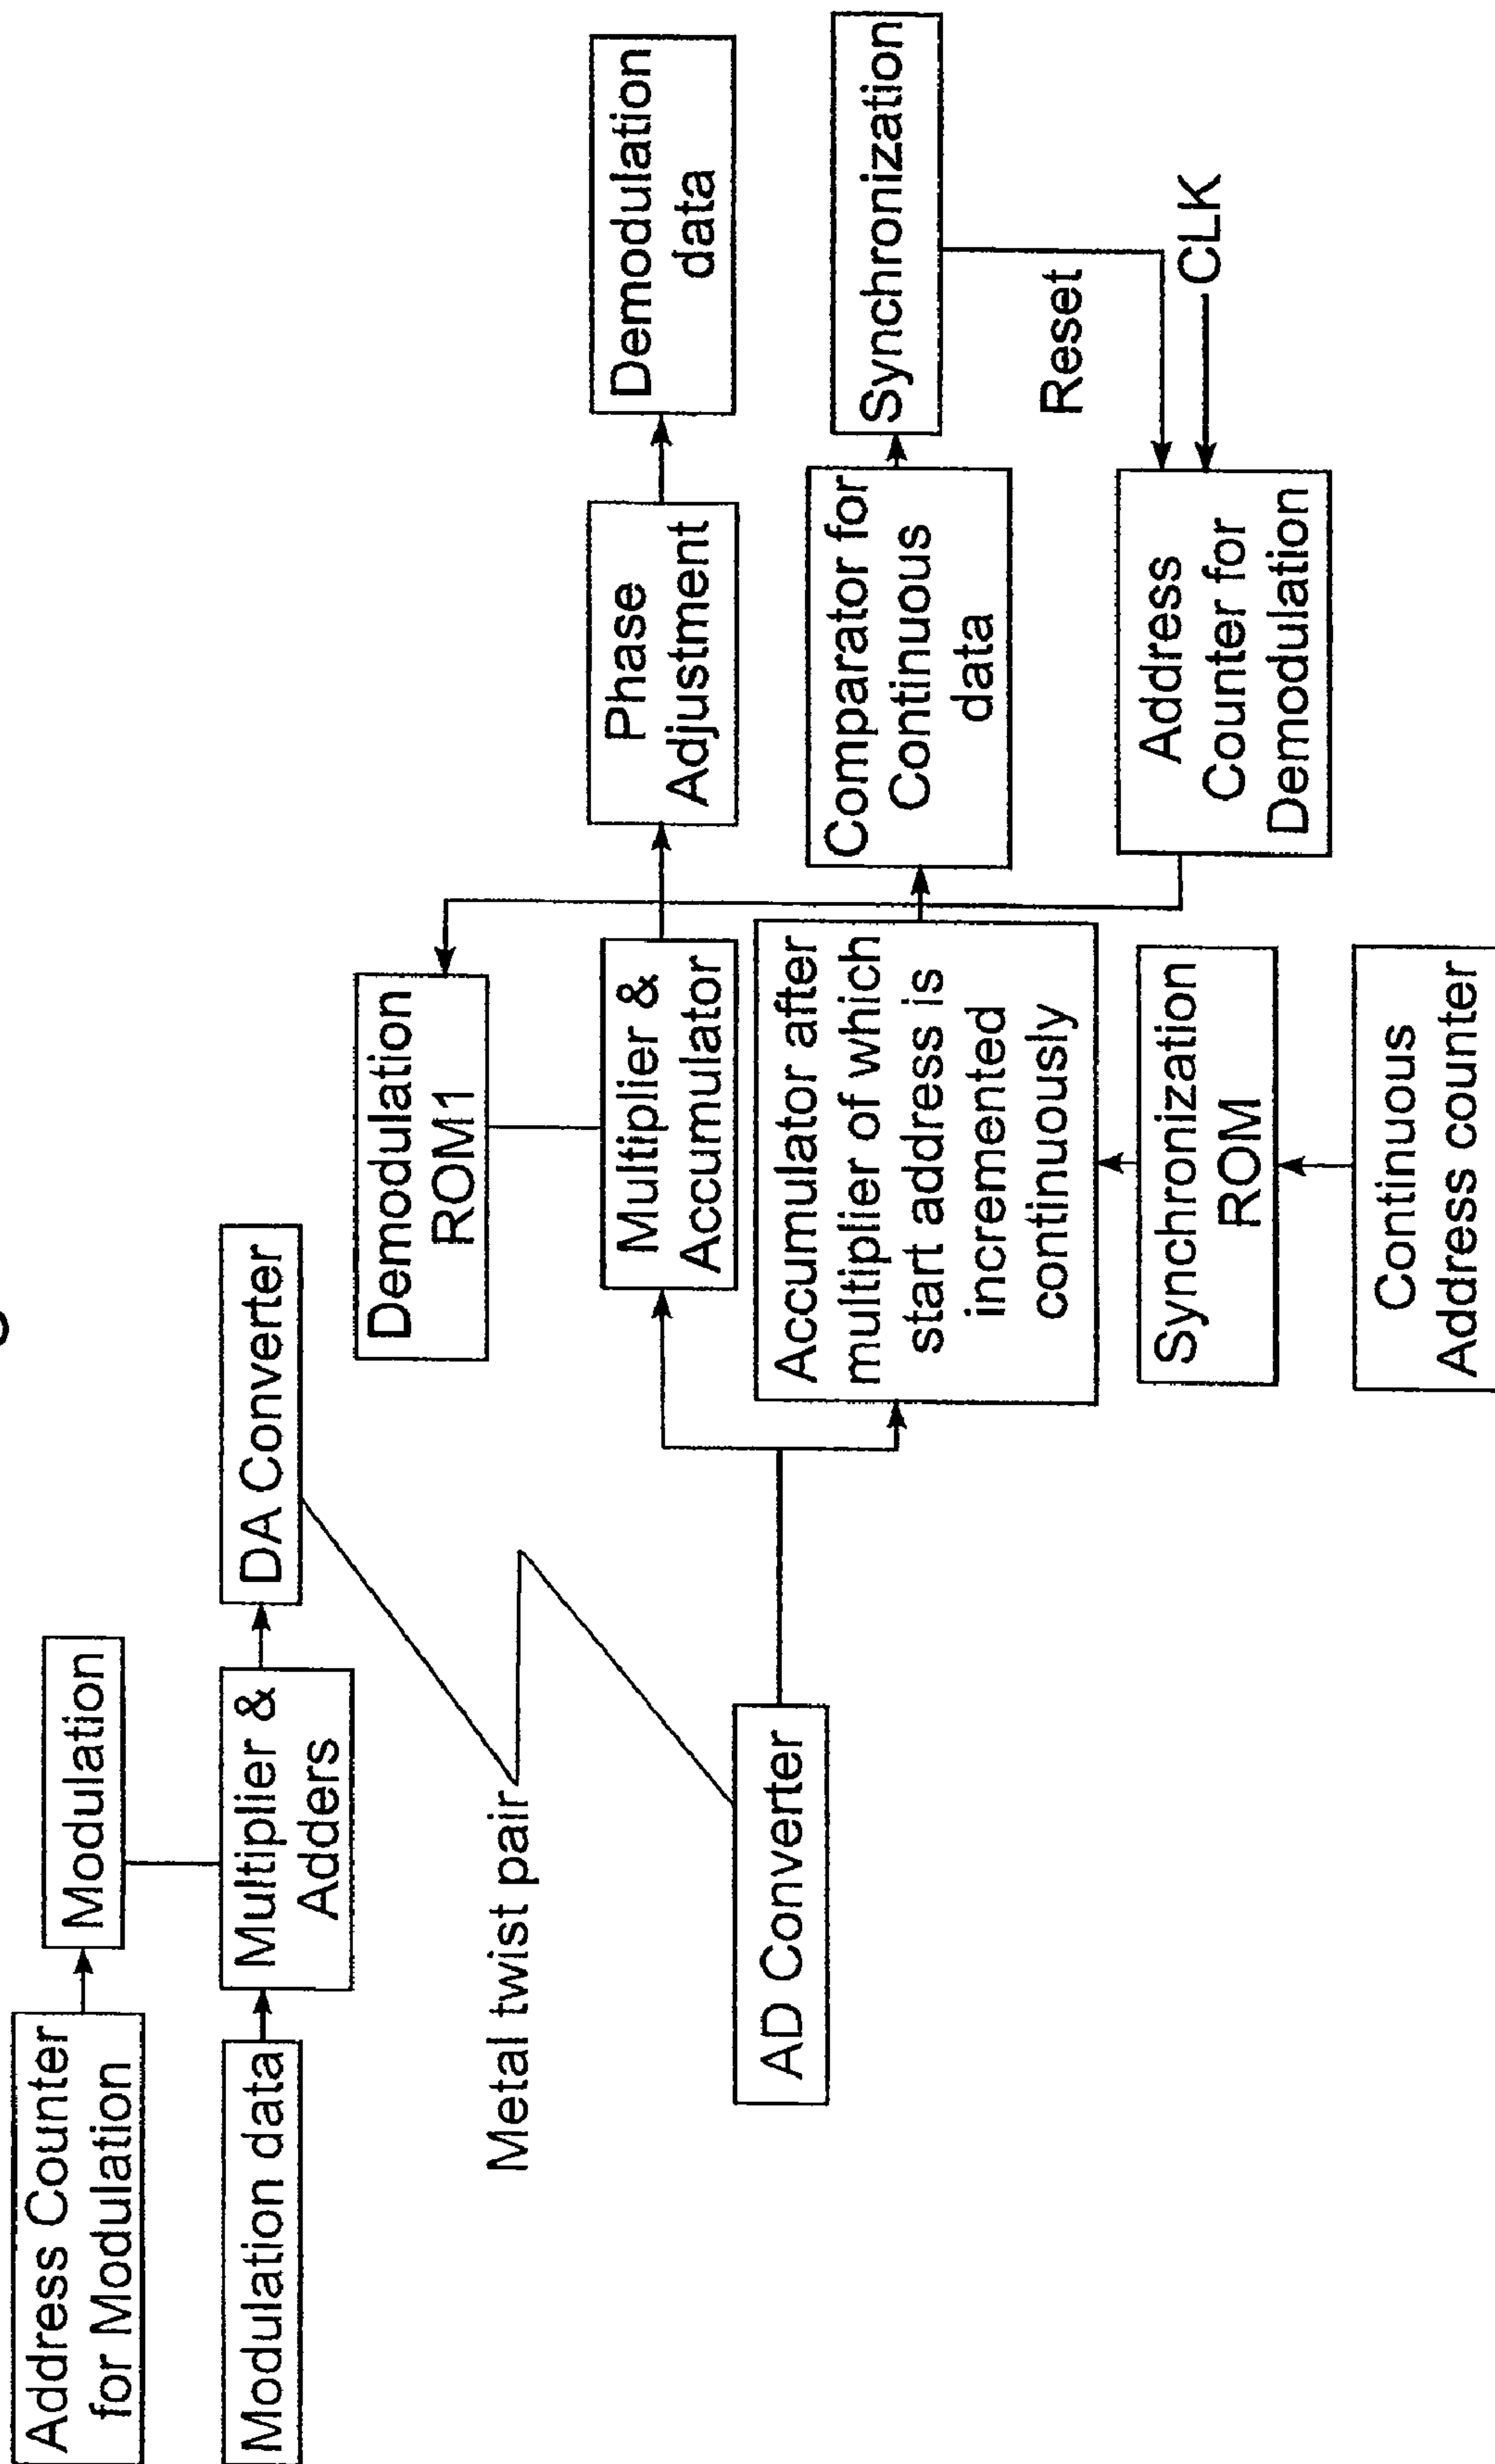 Address Counter
for Modulation
Modulation
Modulation data
Multiplier &
Adders
DA Converter
Metal twist pair
AD Converter
Demodulation
ROM1
Multiplier &
Accumulator
Phase
Adjustment
Demodulation
data
Accumulator after
multiplier of which
start address is
incremented
continuously
Comparator for
Continuous
data
Synchronization
Reset
CLK
Address
Counter for
Demodulation
Synchronization
ROM
Continuous
Address counter